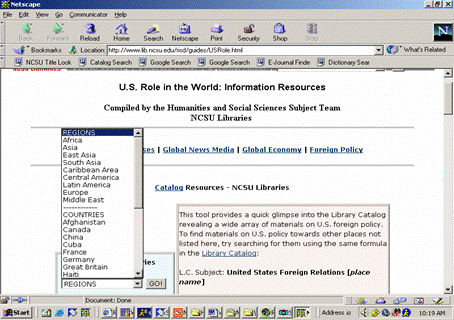 Netscape
File Edit View Go Communicator Help
Back Forward Reload Home Search Netscape Print Security Shop Stop
Bookmarks Location: http://www.lib.ncsu.edu/risd/guides/USRole.html What's Related
NCSU Title Look Catalog Search Google Search E-Journal Finde Dictionary Sear
NCSU LIBRARIES
U.S. Role in the World: Information Resources
Compiled by the Humanities and Social Sciences Subject Team
NCSU Libraries
| Global News Media | Global Economy | Foreign Policy
Catalog Resources - NCSU Libraries
REGIONS
Africa
Asia
East Asia
South Asia
Caribbean Area
Central America
Latin America
Europe
Middle East
-------------
COUNTRIES
Afghanistan
Canada
China
Cuba
France
Germany
Great Britain
Haiti
REGIONS GO!
This tool provides a quick glimpse into the Library Catalog
revealing a wide array of materials on U.S. foreign policy.
To find materials on U.S. policy towards other places not
listed here, try searching for them using the same formula
in the Library Catalog:
L.C. Subject: United States Foreign Relations [place
name]
Document: Done
Start Address 10:19 AM